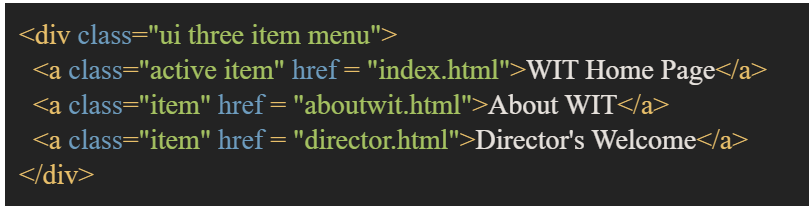 <div class="ui three item menu">
<a class="active item" href = "index.html">WIT Home Page</a>
<a class="item" href = "aboutwit.html">About WIT</a>
<a class="item" href = "director.html">Director's Welcome</a>
</div>